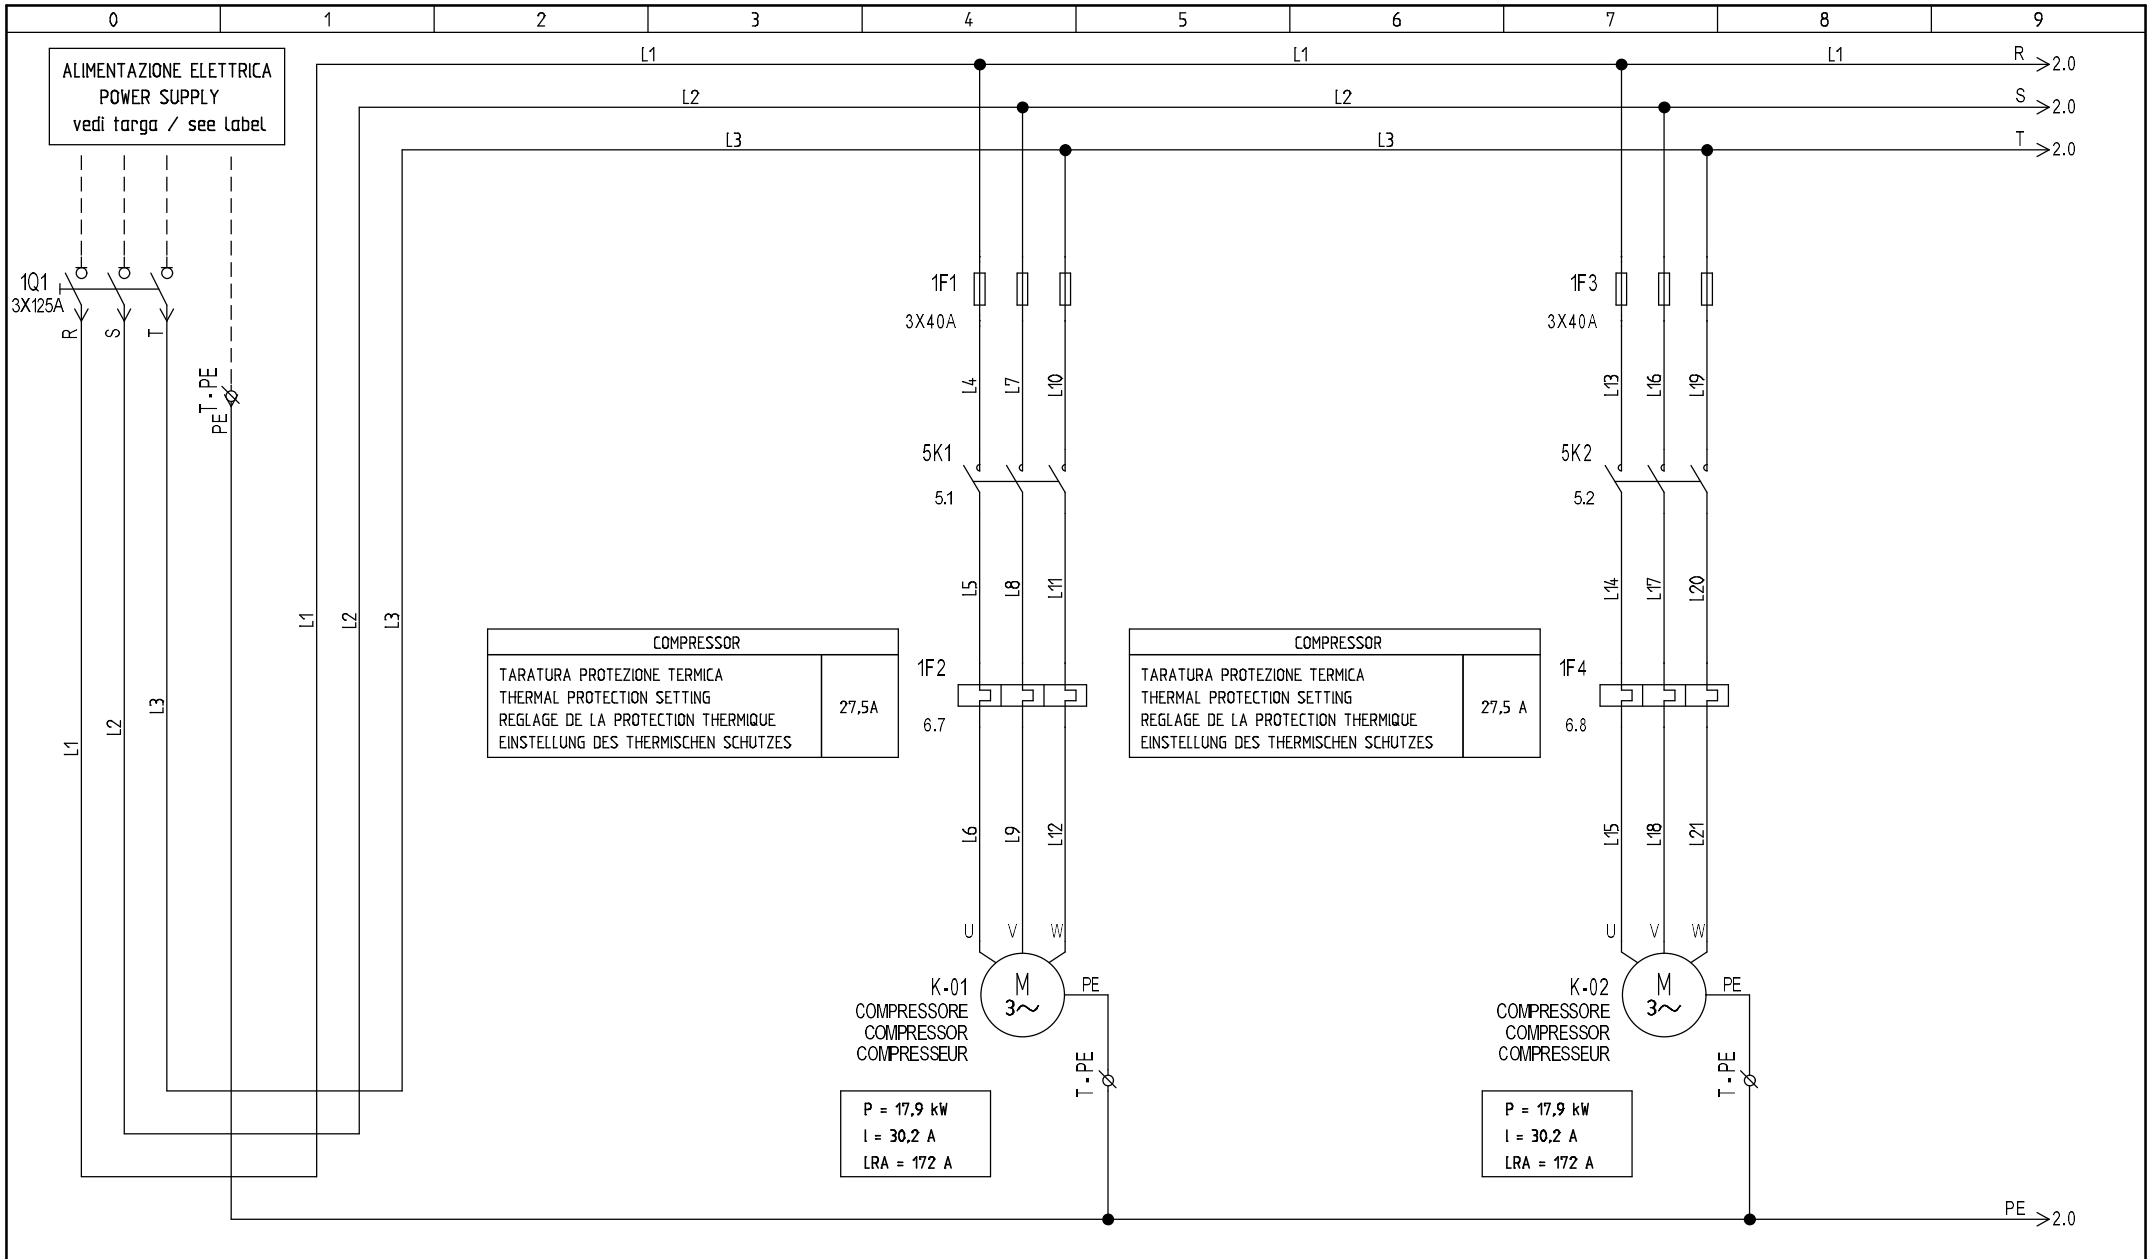 0 1 2 3 4 5 6 7 8 9
ALIMENTAZIONE ELETTRICA
POWER SUPPLY
vedi targa / see label
L1 L1 L1 R 2.0
L2 L2 S 2.0
L3 L3 T 2.0
1Q1
3X125A
R S T
T-PE
PE
L1 L2 L3
L1 L2 L3
1F1
3X40A
L4 L7 L10
5K1
5.1
L5 L8 L11
COMPRESSOR
TARATURA PROTEZIONE TERMICA
THERMAL PROTECTION SETTING
REGLAGE DE LA PROTECTION THERMIQUE
EINSTELLUNG DES THERMISCHEN SCHUTZES
27,5A
1F2
6.7
L6 L9 L12
U V W
M
3~
PE
K-01
COMPRESSORE
COMPRESSOR
COMPRESSEUR
T-PE
P = 17,9 kW
I = 30,2 A
LRA = 172 A
1F3
3X40A
L13 L16 L19
5K2
5.2
L14 L17 L20
COMPRESSOR
TARATURA PROTEZIONE TERMICA
THERMAL PROTECTION SETTING
REGLAGE DE LA PROTECTION THERMIQUE
EINSTELLUNG DES THERMISCHEN SCHUTZES
27,5 A
1F4
6.8
L15 L18 L21
U V W
M
3~
PE
K-02
COMPRESSORE
COMPRESSOR
COMPRESSEUR
T-PE
P = 17,9 kW
I = 30,2 A
LRA = 172 A
PE 2.0